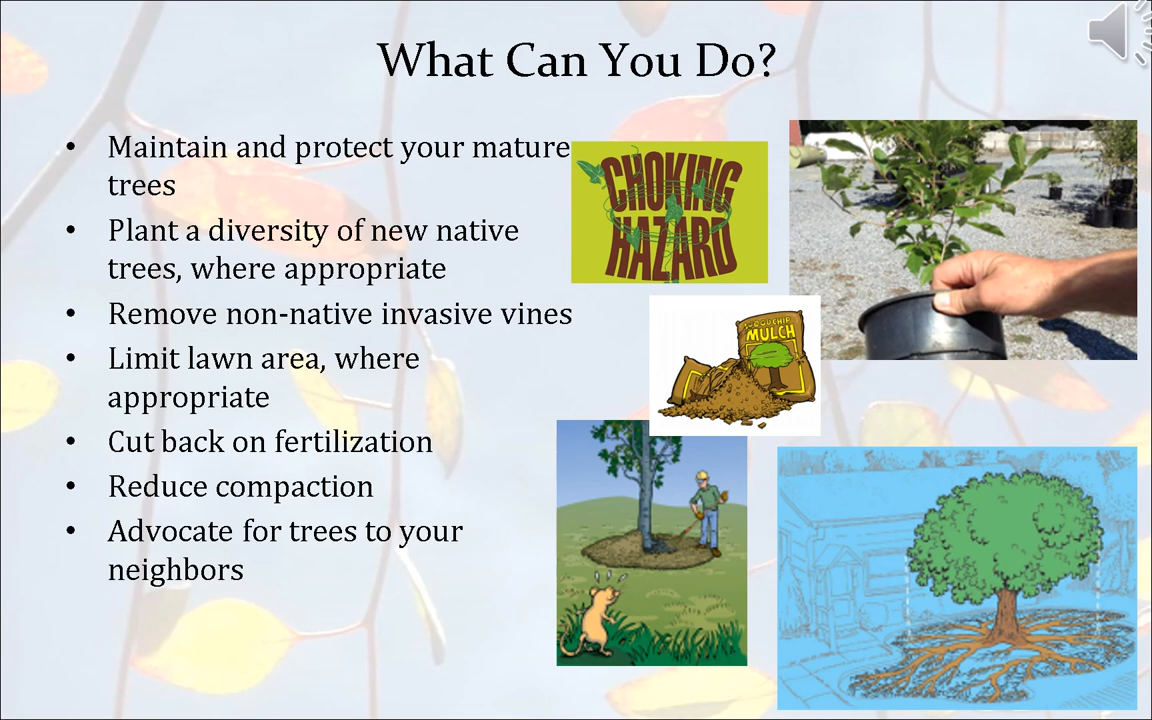 What Can You Do?
• Maintain and protect your mature
trees
• Plant a diversity of new native
trees, where appropriate
• Remove non-native invasive vines
• Limit lawn area, where
appropriate
• Cut back on fertilization
• Reduce compaction
• Advocate for trees to your
neighbors
CHOKING
HAZARD
WOODCHIP
MULCH